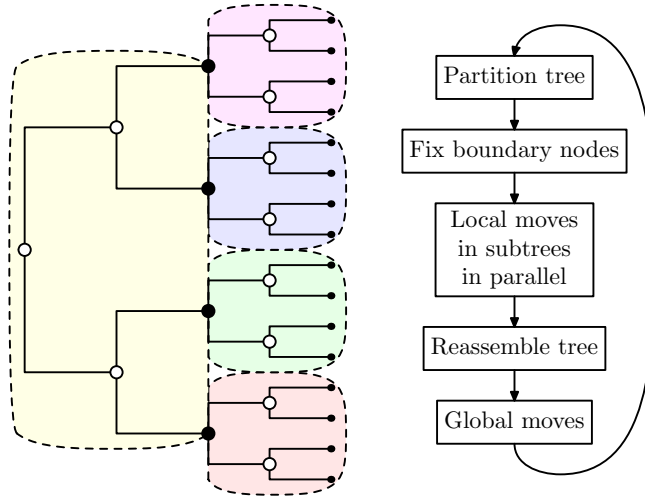 Partition tree
Fix boundary nodes
Local moves
in subtrees
in parallel
Reassemble tree
Global moves